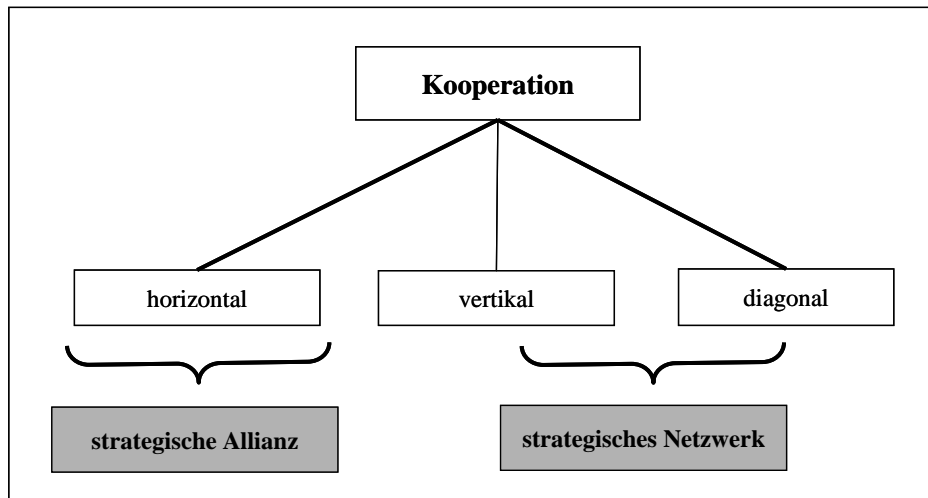 Kooperation
horizontal
vertikal
diagonal
strategische Allianz
strategisches Netzwerk